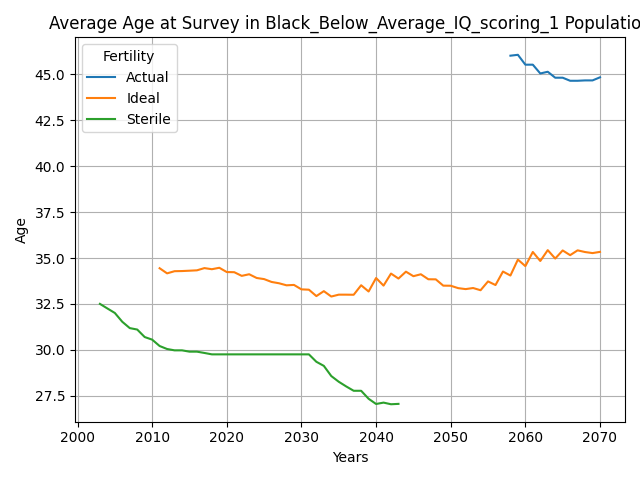 Average Age at Survey in Black_Below_Average_IQ_scoring_1 Populatio
Fertility
Actual
Ideal
Sterile
45.0
42.5
40.0
37.5
35.0
32.5
30.0
27.5
Age
2000 2010 2020 2030 2040 2050 2060 2070
Years